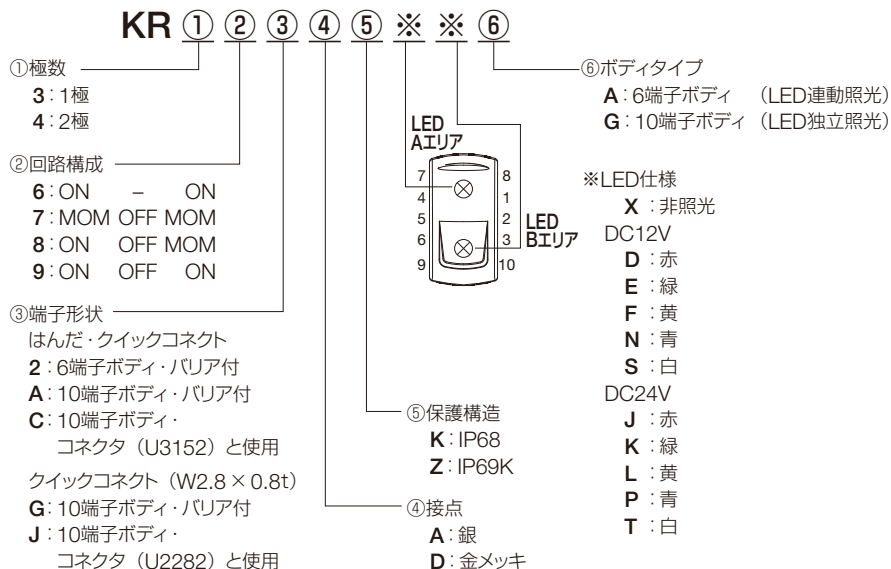 KR ① ② ③ ④ ⑤ ※ ※ ⑥
①極数
3：1極
4：2極
②回路構成
6：ON － ON
7：MOM OFF MOM
8：ON OFF MOM
9：ON OFF ON
③端子形状
はんだ・クイックコネクト
2：6端子ボディ・バリア付
A：10端子ボディ・バリア付
C：10端子ボディ・
コネクタ（U3152）と使用
クイックコネクト（W2.8×0.8t）
G：10端子ボディ・バリア付
J：10端子ボディ・
コネクタ（U2282）と使用
LED
Aエリア
7 8
4 1
5 2
6 3
9 10
LED
Bエリア
⑤保護構造
K：IP68
Z：IP69K
④接点
A：銀
D：金メッキ
⑥ボディタイプ
A：6端子ボディ （LED連動照光）
G：10端子ボディ（LED独立照光）
※LED仕様
X：非照光
DC12V
D：赤
E：緑
F：黄
N：青
S：白
DC24V
J：赤
K：緑
L：黄
P：青
T：白